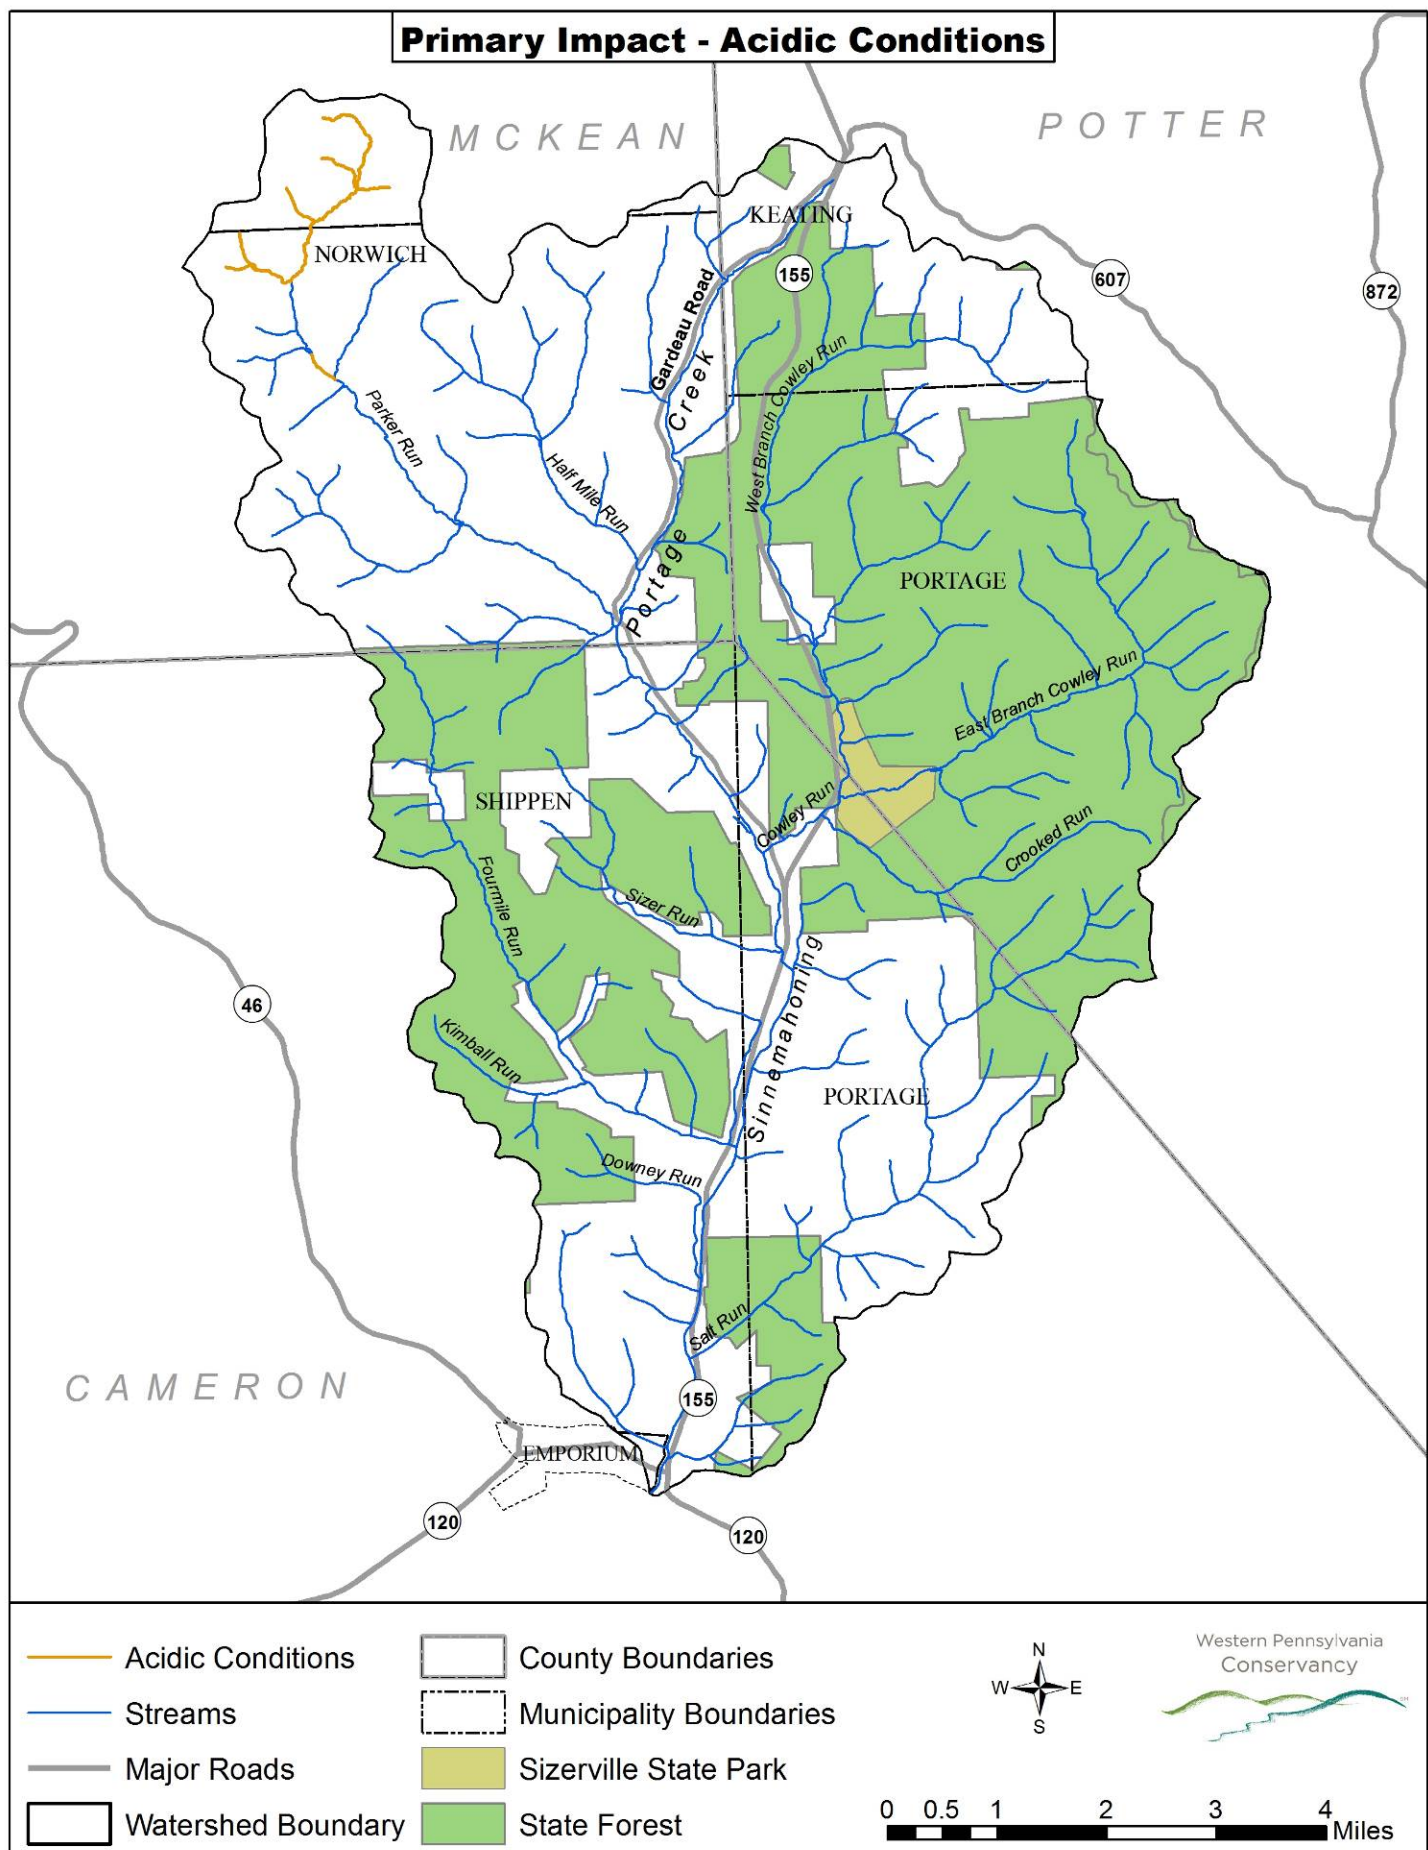 Primary Impact - Acidic Conditions
MCKEAN
POTTER
KEATING
NORWICH
155
607
872
Gardeau Road
Creek
West Branch Cowley Run
Parker Run
Half Mile Run
Portage
PORTAGE
East Branch Cowley Run
SHIPPEN
Cowley Run
Crooked Run
Fourmile Run
Sizer Run
Sinnemahoning
46
Kimball Run
PORTAGE
Downey Run
Salt Run
CAMERON
155
EMPORIUM
120
120
Acidic Conditions
Streams
Major Roads
Watershed Boundary
County Boundaries
Municipality Boundaries
Sizerville State Park
State Forest
N
W E
S
Western Pennsylvania
Conservancy
0 0.5 1 2 3 4
Miles